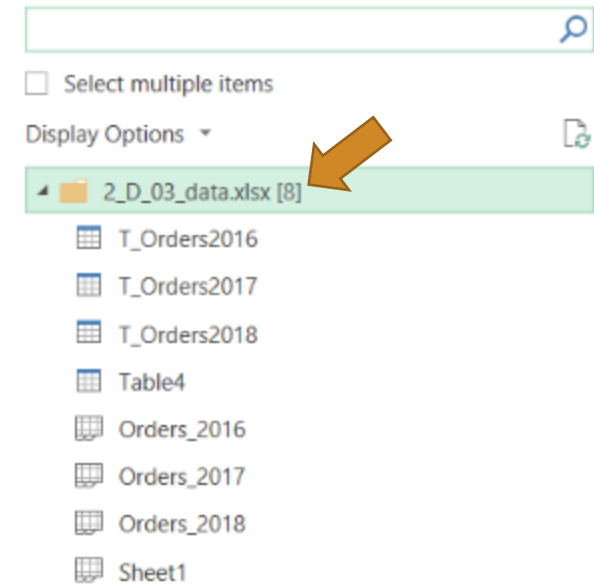 Select multiple items
Display Options
2_D_03_data.xlsx [8]
T_Orders2016
T_Orders2017
T_Orders2018
Table4
Orders_2016
Orders_2017
Orders_2018
Sheet1